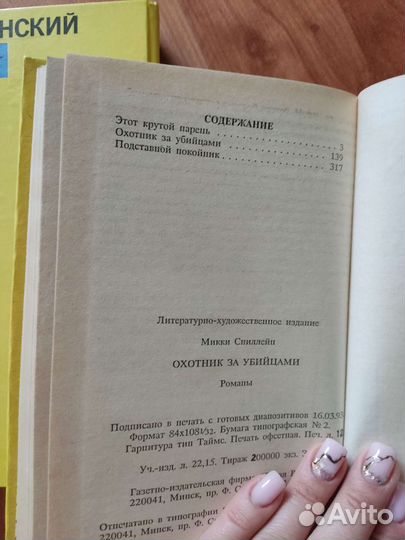 НСКИЙ
СОДЕРЖАНИЕ
Этот крутой парень . . . . . . . . . . . . . . 3
Охотник за убийцами . . . . . . . . . . . . . 139
Подставной покойник . . . . . . . . . . . . . 317
Литературно-художественное издание
Микки Спиллейн
ОХОТНИК ЗА УБИЙЦАМИ
Романы
Подписано в печать с готовых диапозитивов 16.03.9
Формат 84x108 1/32. Бумага типографская № 2.
Гарнитура тип Таймс. Печать офсетная. Печ. л. 12
Уч.-изд. л. 22,15. Тираж 200000 экз. З
Газетно-издательская фирма
220041, Минск, пр. Ф. С
Отпечатано в типографии
220041, Минск, пр. Ф. С
Avito